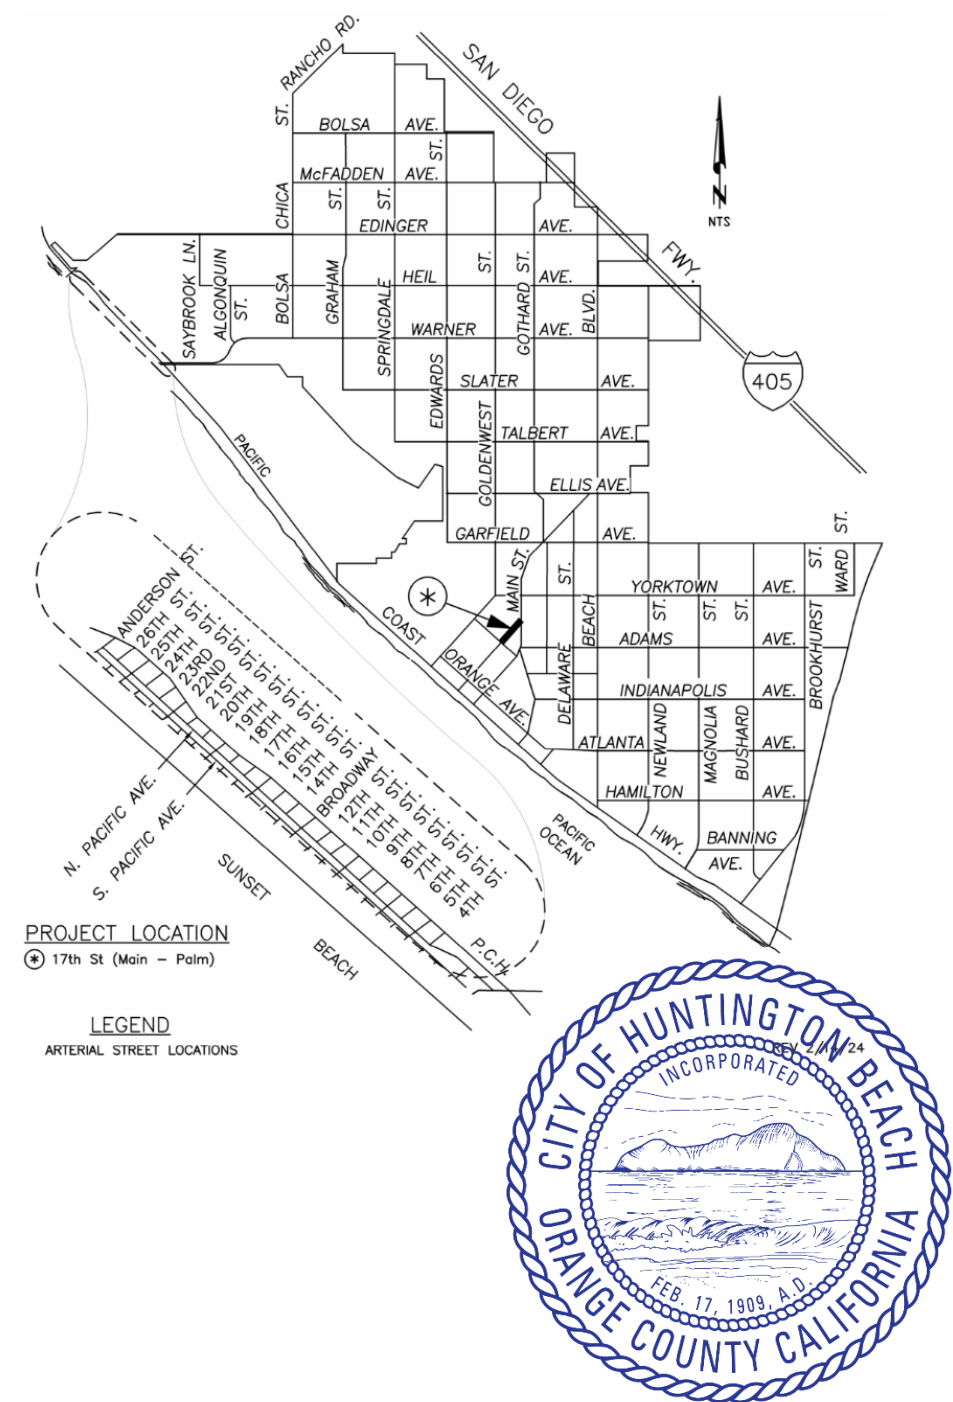 RANCHO RD.
SAN DIEGO
FWY.
405
NTS
N
BOLSA AVE.
McFADDEN AVE.
EDINGER AVE.
HEIL AVE.
WARNER AVE.
SLATER AVE.
TALBERT AVE.
ELLIS AVE.
GARFIELD AVE.
YORKTOWN AVE.
ADAMS AVE.
INDIANAPOLIS AVE.
ATLANTA AVE.
HAMILTON AVE.
BANNING
AVE.
SAYBROOK LN.
ALGONQUIN
ST.
BOLSA CHICA ST.
GRAHAM ST.
SPRINGDALE ST.
EDWARDS ST.
GOLDENWEST ST.
GOTHARD ST.
BEACH BLVD.
MAIN ST.
DELAWARE ST.
NEWLAND ST.
MAGNOLIA ST.
BUSHARD ST.
BROOKHURST ST.
WARD ST.
ORANGE AVE.
PACIFIC COAST HWY.
PACIFIC
OCEAN
*
ANDERSON ST.
26TH ST.
25TH ST.
24TH ST.
23RD ST.
22ND ST.
21ST ST.
20TH ST.
19TH ST.
18TH ST.
17TH ST.
16TH ST.
15TH ST.
14TH ST.
BROADWAY
12TH ST.
11TH ST.
10TH ST.
9TH ST.
8TH ST.
7TH ST.
6TH ST.
5TH ST.
4TH ST.
P.C.H.
N. PACIFIC AVE.
S. PACIFIC AVE.
SUNSET
BEACH
PROJECT LOCATION
* 17th St (Main – Palm)
LEGEND
ARTERIAL STREET LOCATIONS
REV 2/14/24
CITY OF HUNTINGTON BEACH
INCORPORATED
FEB. 17, 1909, A.D.
ORANGE COUNTY CALIFORNIA